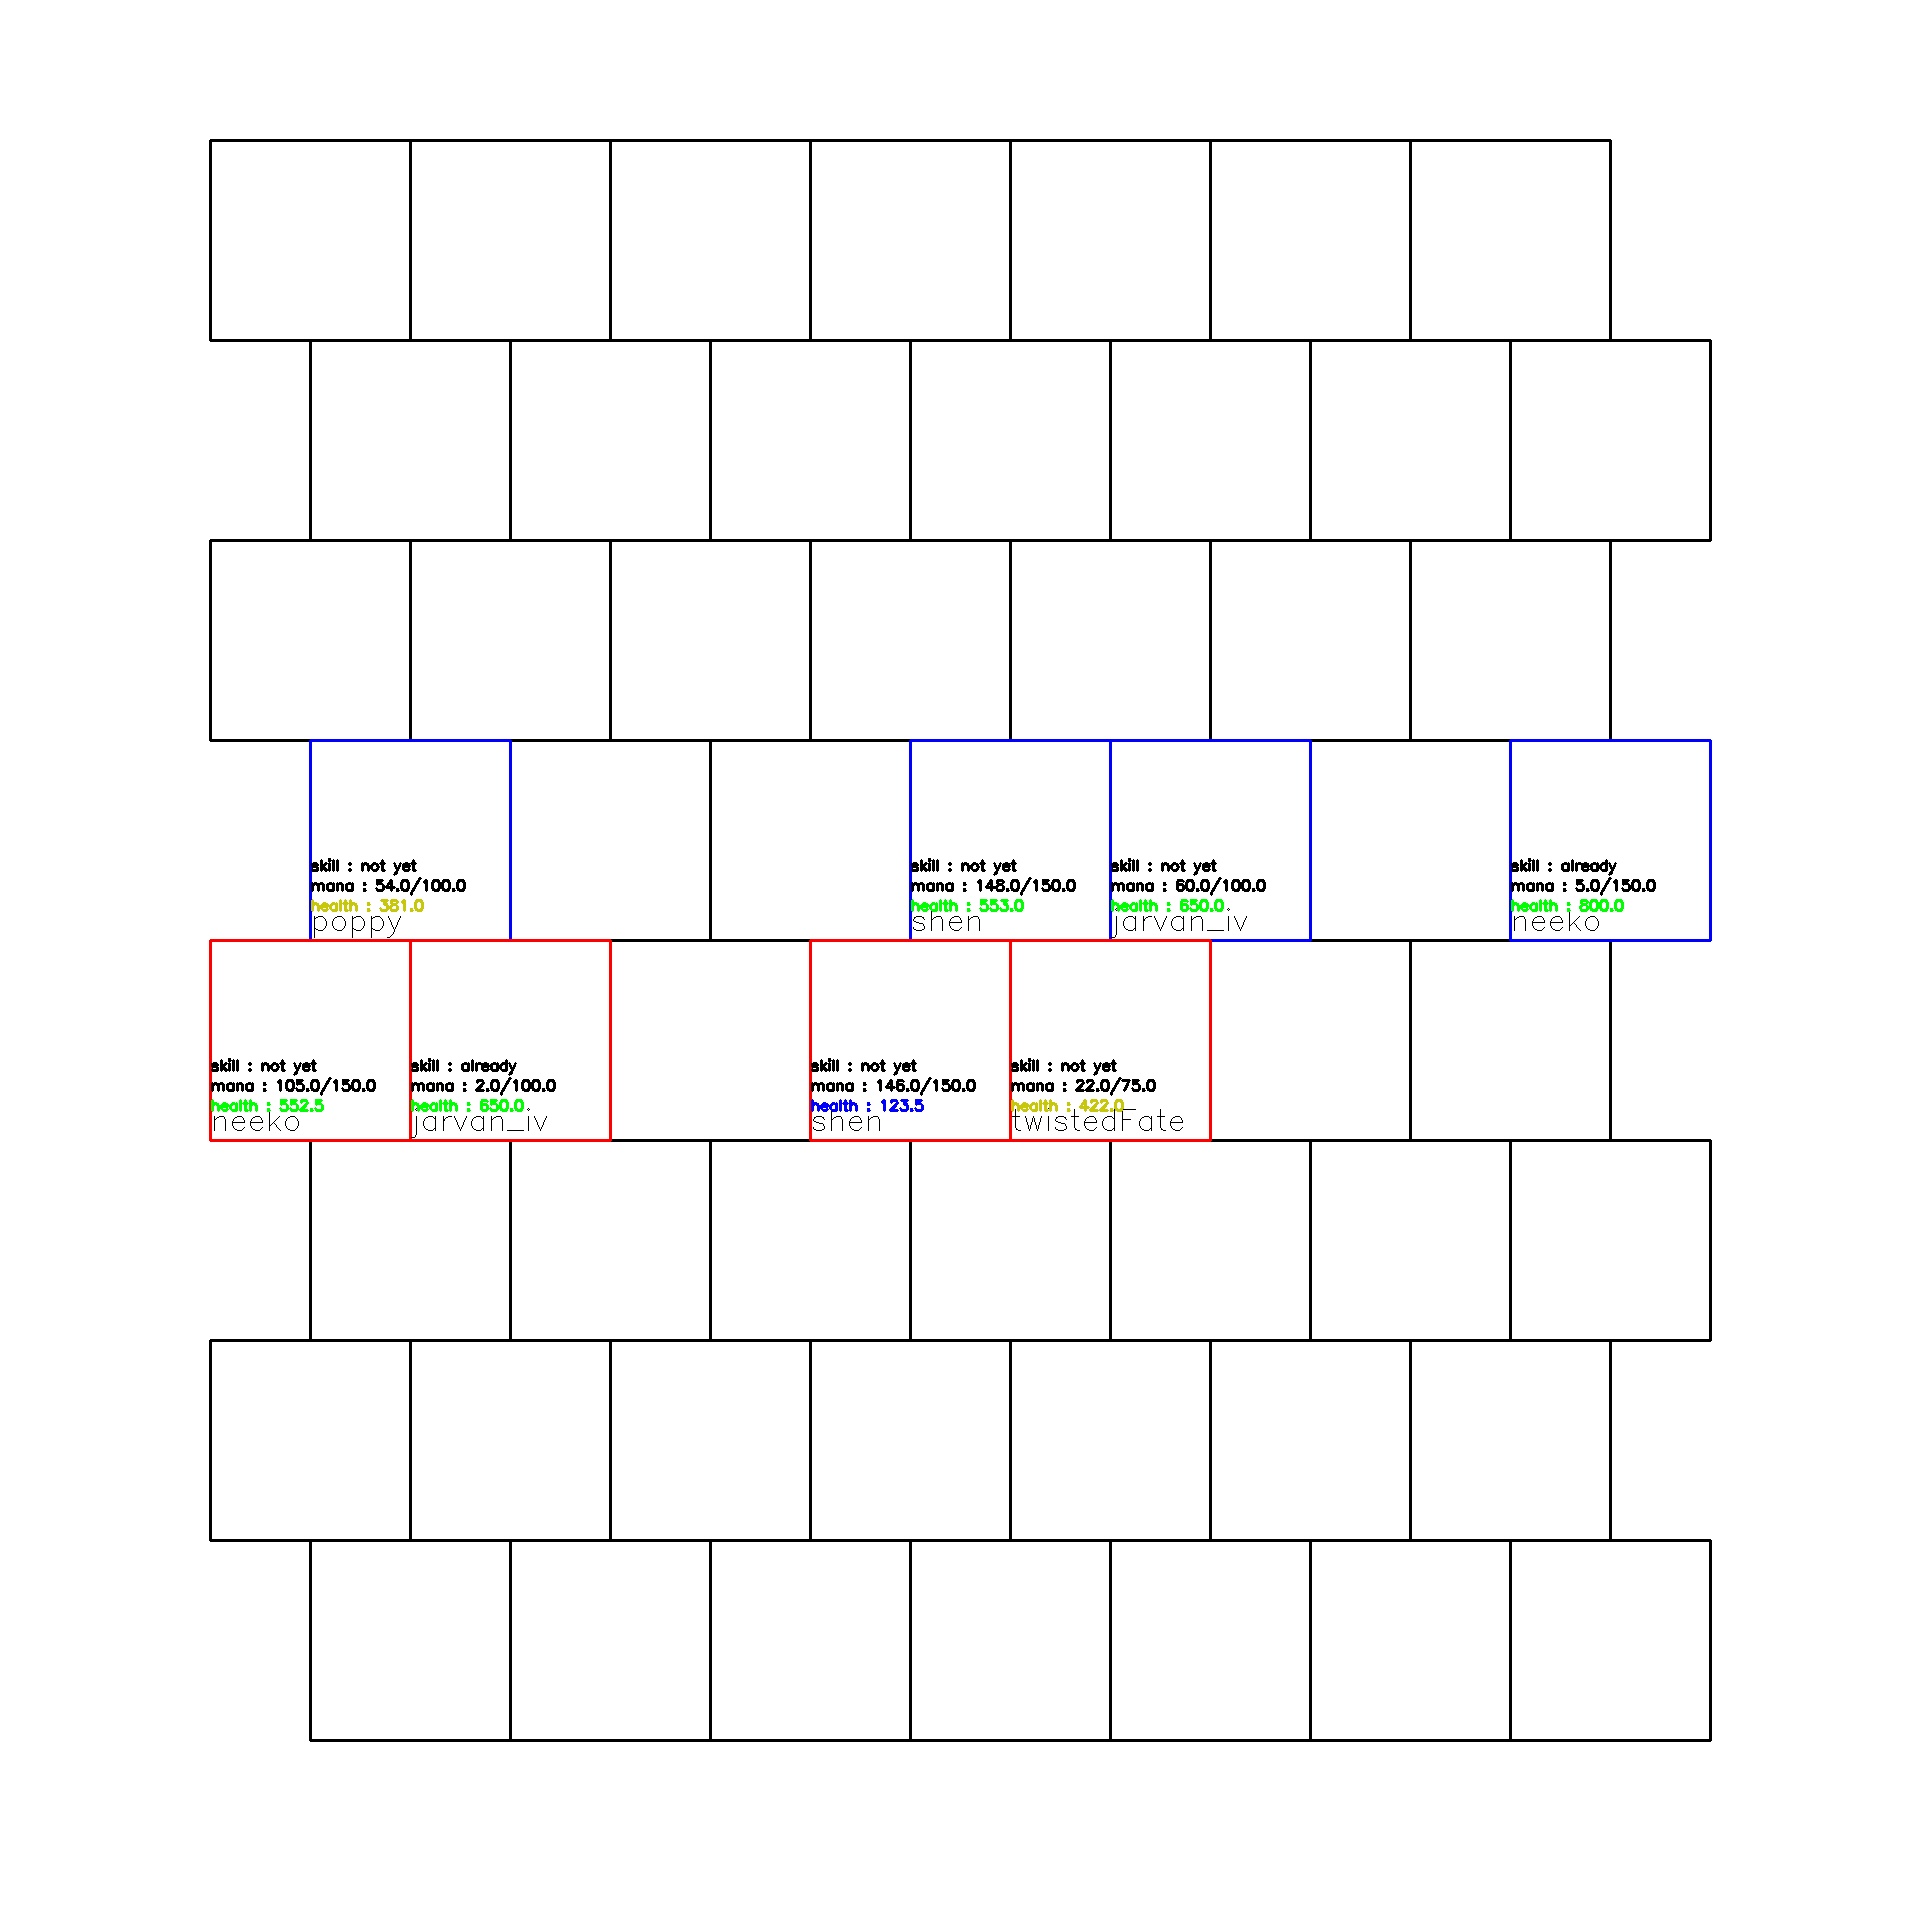 skill : not yet
mana : 54.0/100.0
health : 381.0
poppy
skill : not yet
mana : 148.0/150.0
health : 553.0
shen
skill : not yet
mana : 60.0/100.0
health : 650.0
jarvan_iv
skill : already
mana : 5.0/150.0
health : 800.0
neeko
skill : not yet
mana : 105.0/150.0
health : 552.5
neeko
skill : already
mana : 2.0/100.0
health : 650.0
jarvan_iv
skill : not yet
mana : 146.0/150.0
health : 123.5
shen
skill : not yet
mana : 22.0/75.0
health : 422.0
twistedFate